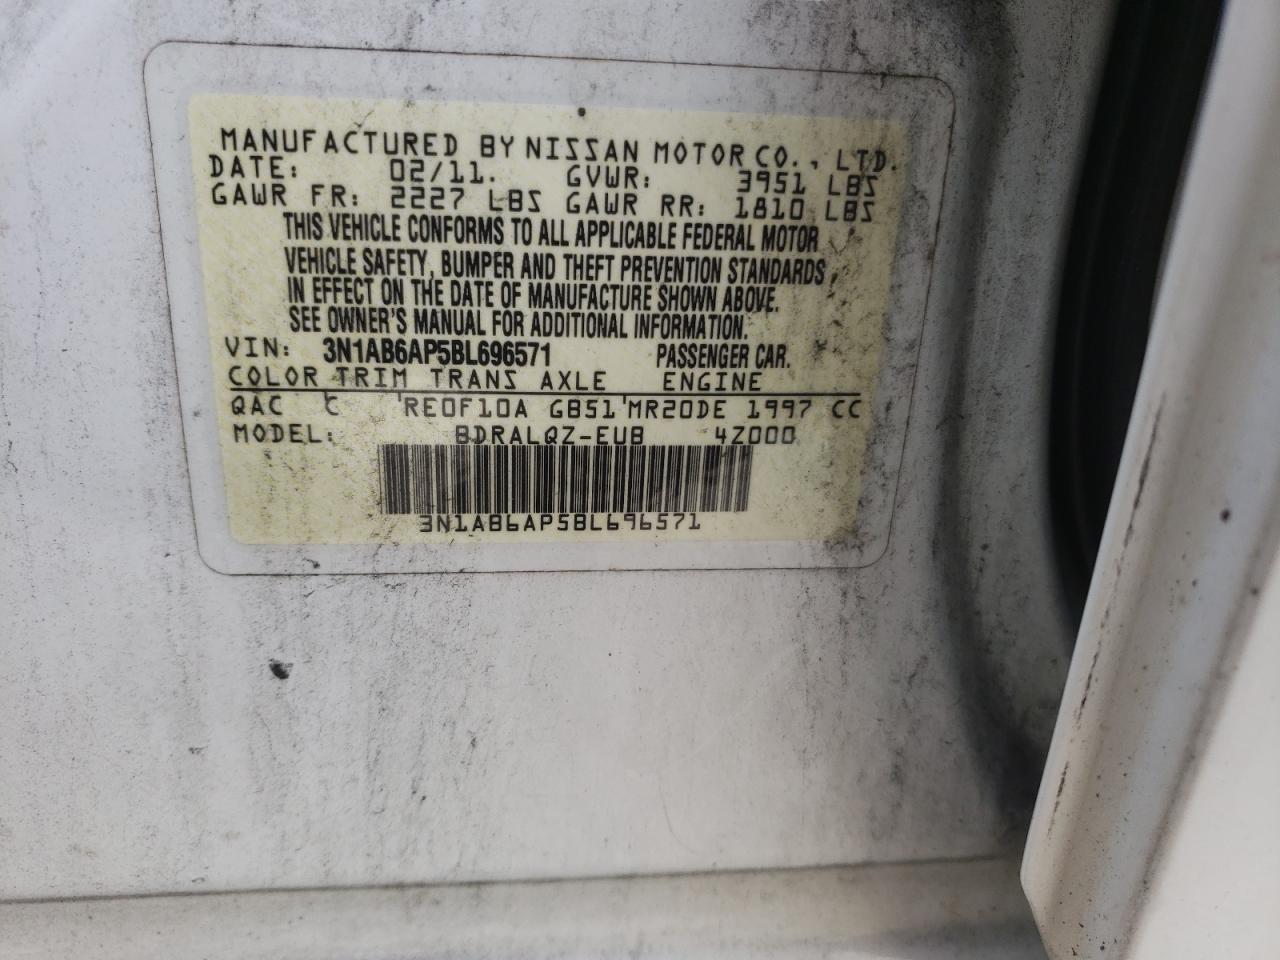 MANUFACTURED BY NISSAN MOTOR CO., LTD.
DATE: 02/11. GVWR: 3951 LBS
GAWR FR: 2227 LBS GAWR RR: 1810 LBS
THIS VEHICLE CONFORMS TO ALL APPLICABLE FEDERAL MOTOR
VEHICLE SAFETY, BUMPER AND THEFT PREVENTION STANDARDS
IN EFFECT ON THE DATE OF MANUFACTURE SHOWN ABOVE.
SEE OWNER'S MANUAL FOR ADDITIONAL INFORMATION.
VIN: 3N1AB6AP5BL696571 PASSENGER CAR.
COLOR TRIM TRANS AXLE ENGINE
QAC C RE0F10A GB51 MR20DE 1997 CC
MODEL: BDRALQZ-EUB 4Z000
3N1AB6AP5BL696571